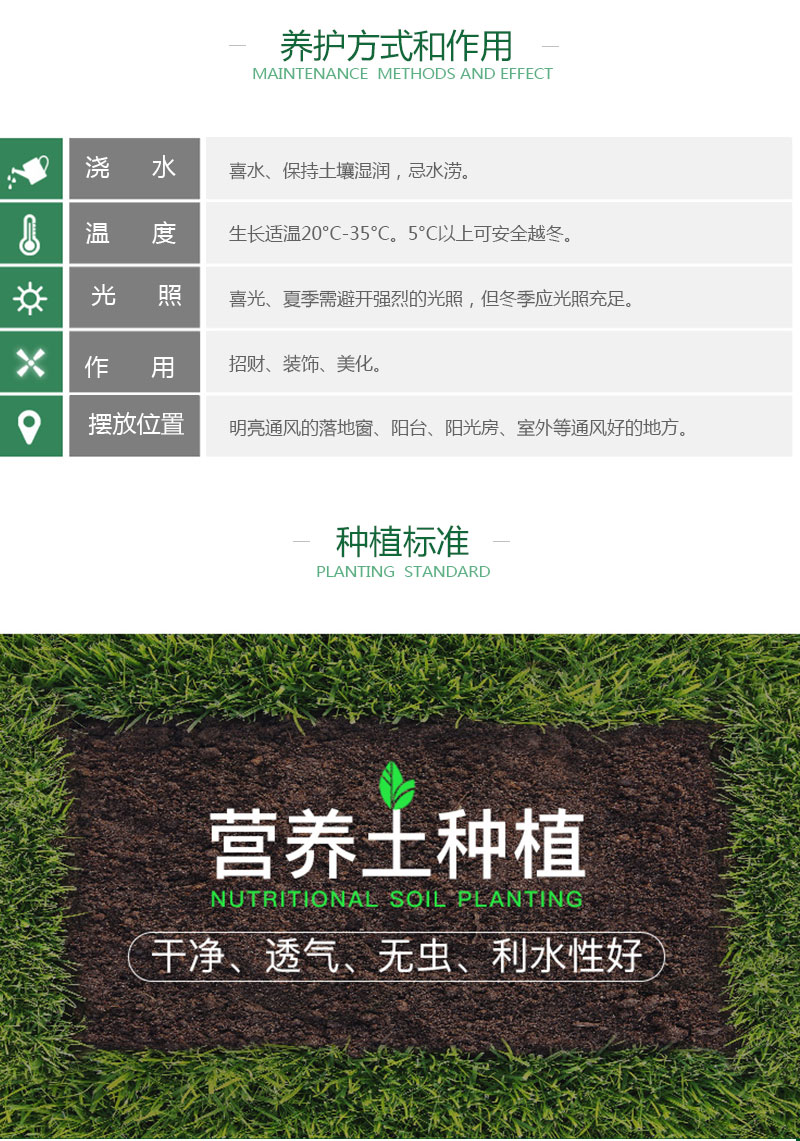 养护方式和作用
MAINTENANCE METHODS AND EFFECT
浇 水
喜水、保持土壤湿润，忌水涝。
温 度
生长适温20°C-35°C。5°C以上可安全越冬。
光 照
喜光、夏季需避开强烈的光照，但冬季应光照充足。
作 用
招财、装饰、美化。
摆放位置
明亮通风的落地窗、阳台、阳光房、室外等通风好的地方。
种植标准
PLANTING STANDARD
营养土种植
NUTRITIONAL SOIL PLANTING
干净、透气、无虫、利水性好